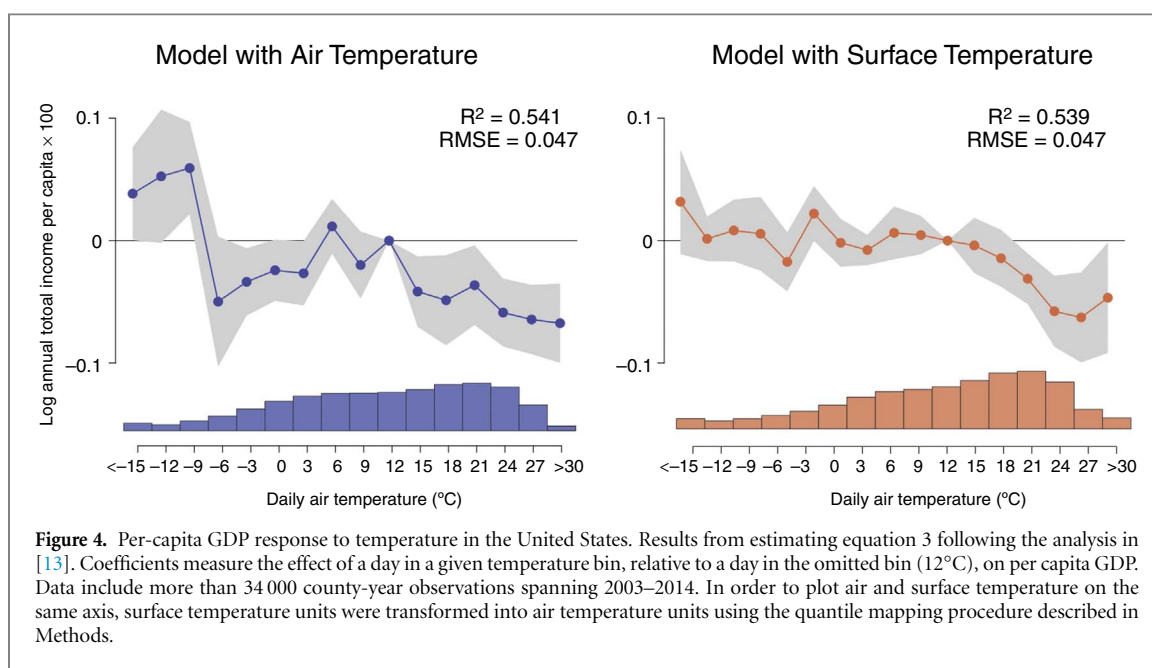 Model with Air Temperature
Model with Surface Temperature
Log annual totoal income per capita × 100
0.1
0
−0.1
R² = 0.541
RMSE = 0.047
<−15 −12 −9 −6 −3 0 3 6 9 12 15 18 21 24 27 >30
Daily air temperature (ºC)
0.1
0
−0.1
R² = 0.539
RMSE = 0.047
<−15 −12 −9 −6 −3 0 3 6 9 12 15 18 21 24 27 >30
Daily air temperature (ºC)
Figure 4. Per-capita GDP response to temperature in the United States. Results from estimating equation 3 following the analysis in
[13]. Coefficients measure the effect of a day in a given temperature bin, relative to a day in the omitted bin (12°C), on per capita GDP.
Data include more than 34 000 county-year observations spanning 2003–2014. In order to plot air and surface temperature on the
same axis, surface temperature units were transformed into air temperature units using the quantile mapping procedure described in
Methods.